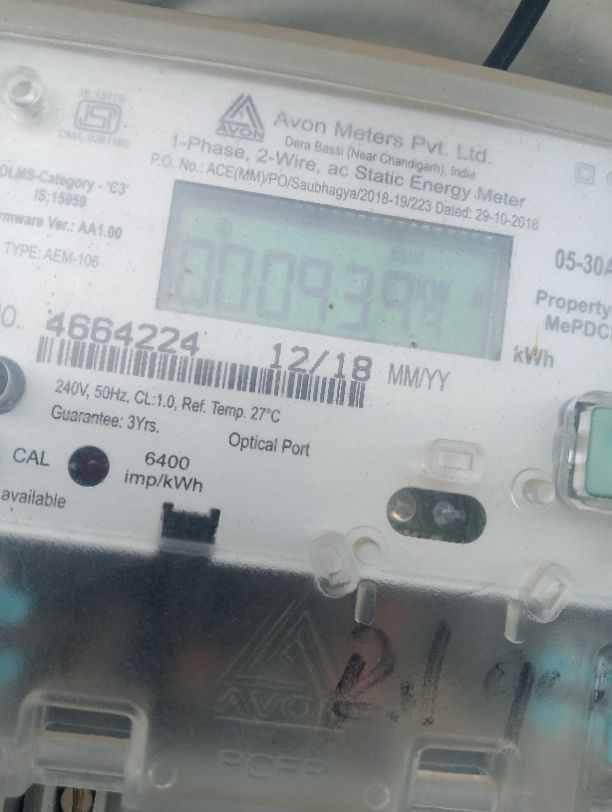 IS:13779
CM/L 9281160
AVON
Avon Meters Pvt. Ltd.
Dera Bassi (Near Chandigarh), India
1-Phase, 2-Wire, ac Static Energy Meter
P.O. No.: ACE(MM)/PO/Saubhagya/2018-19/223 Dated: 29-10-2018
DLMS-Category - 'C3'
IS:15959
rmware Ver.: AA1.00
TYPE: AEM-106
05-30A
Property
MePDC
CUM
kW
kWh
4664224 12/18 MM/YY
240V, 50Hz, CL:1.0, Ref. Temp. 27°C
Guarantee: 3Yrs.
Optical Port
CAL
6400
imp/kWh
available
AVON